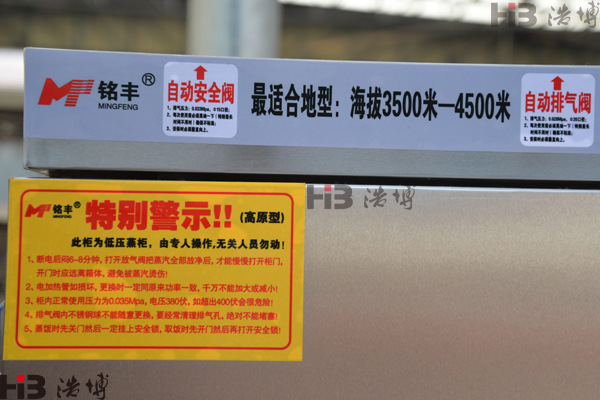 HIB 浩博
MF 铭丰®
MINGFENG
自动安全阀
最适合地型：海拔3500米—4500米
自动排气阀
HIB 浩博
MF 铭丰®
MINGFENG
特别警示!!(高原型)
此柜为低压蒸柜，由专人操作,无关人员勿动!
1、断电后闷6-8分钟，打开放气阀把蒸汽全部放净后，才能慢慢打开柜门，
开门时应远离箱体，避免被蒸汽烫伤!
2、电加热管如损坏，更换时一定同原来功率一致，千万不能加大或减小!
3、柜内正常使用压力为0.035Mpa，电压380伏，如超出400伏会很危险!
4、排气阀内不锈钢球不能随意更换，要经常清理排气孔，绝对不能堵塞!
5、蒸饭时先关门然后一定挂上安全锁，取饭时先开门然后再打开安全锁!
HIB 浩博